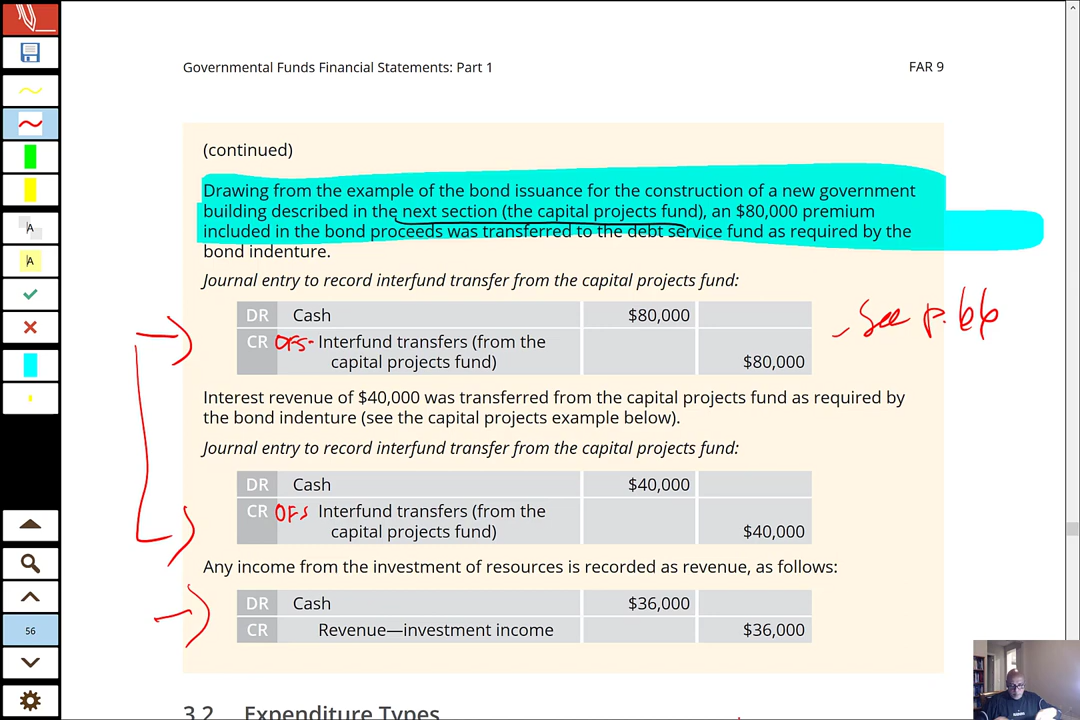 Governmental Funds Financial Statements: Part 1 FAR 9
(continued)
Drawing from the example of the bond issuance for the construction of a new government
building described in the next section (the capital projects fund), an $80,000 premium
included in the bond proceeds was transferred to the debt service fund as required by the
bond indenture.
Journal entry to record interfund transfer from the capital projects fund:
DR Cash $80,000
CR OFS- Interfund transfers (from the
capital projects fund) $80,000
- See p. 66
Interest revenue of $40,000 was transferred from the capital projects fund as required by
the bond indenture (see the capital projects example below).
Journal entry to record interfund transfer from the capital projects fund:
DR Cash $40,000
CR OFS Interfund transfers (from the
capital projects fund) $40,000
Any income from the investment of resources is recorded as revenue, as follows:
DR Cash $36,000
CR Revenue—investment income $36,000
3.2 Expenditure Types
A
A
56